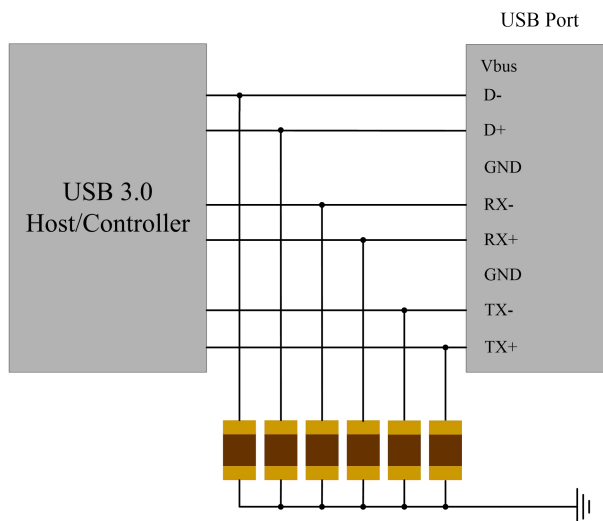 USB Port
USB 3.0
Host/Controller
Vbus
D-
D+
GND
RX-
RX+
GND
TX-
TX+